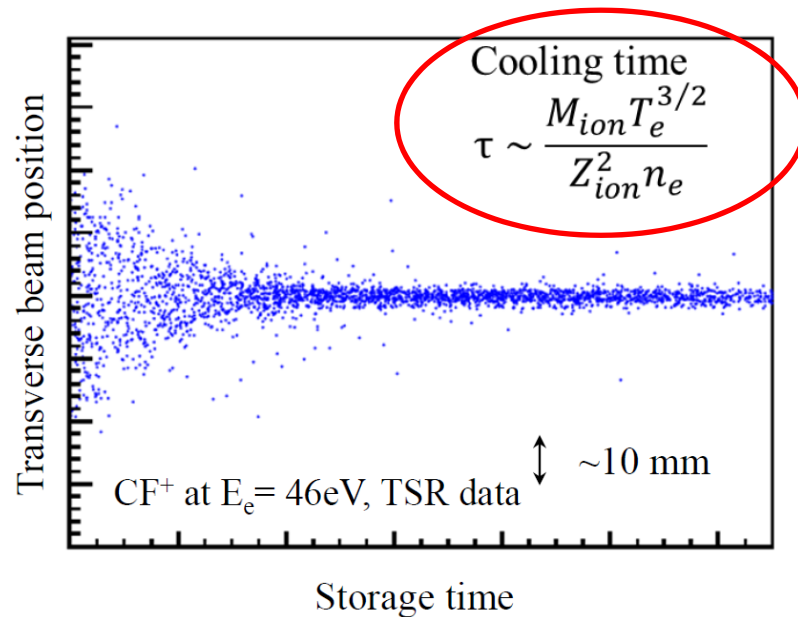 Cooling time
τ ~ M_ion T_e^{3/2} / Z_ion^2 n_e
Transverse beam position
~10 mm
CF⁺ at Eₑ= 46eV, TSR data
Storage time